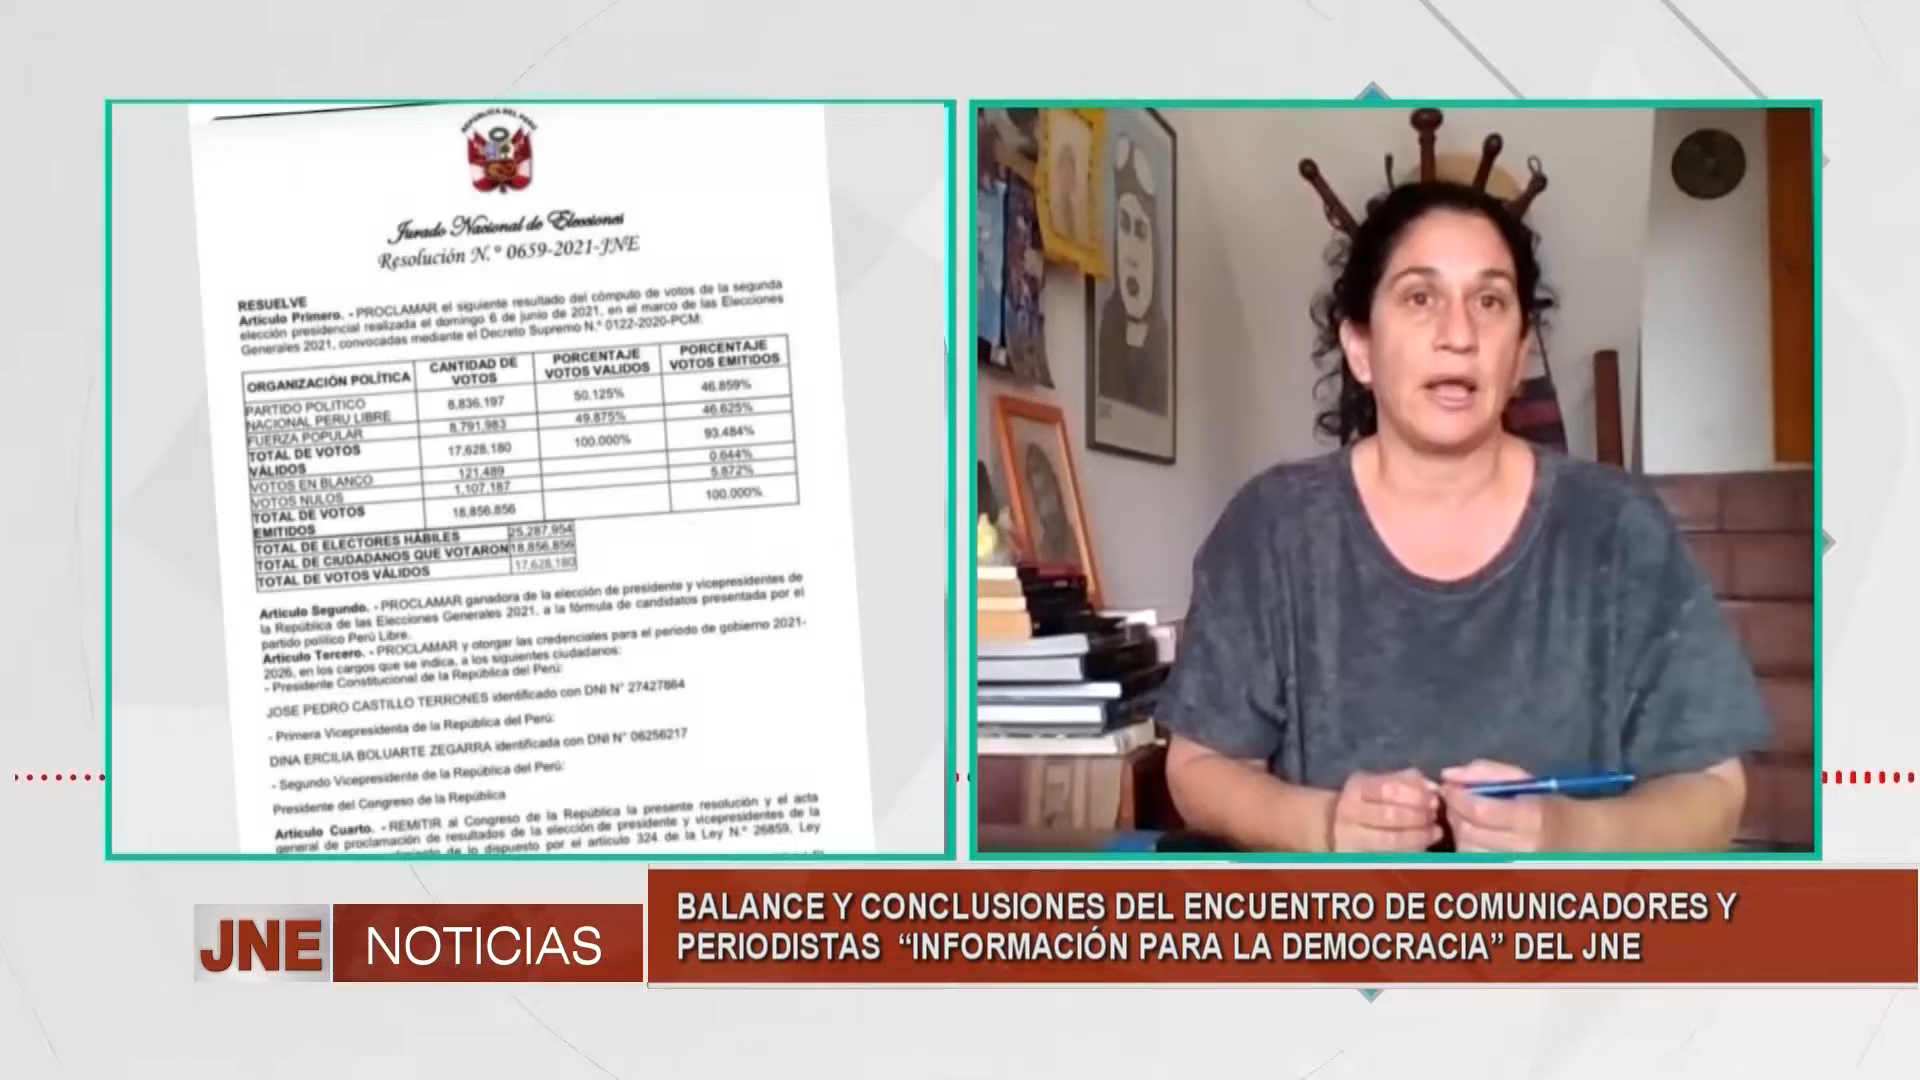 REPÚBLICA DEL PERÚ
Jurado Nacional de Elecciones
Resolución N.° 0659-2021-JNE
RESUELVE
Artículo Primero. - PROCLAMAR el siguiente resultado del cómputo de votos de la segunda
elección presidencial realizada el domingo 6 de junio de 2021, en el marco de las Elecciones
Generales 2021, convocadas mediante el Decreto Supremo N.° 0122-2020-PCM:
ORGANIZACIÓN POLÍTICA CANTIDAD DE VOTOS PORCENTAJE VOTOS VÁLIDOS PORCENTAJE VOTOS EMITIDOS
PARTIDO POLITICO NACIONAL PERU LIBRE 8,836,197 50.125% 46.859%
FUERZA POPULAR 8,791,983 49.875% 46.625%
TOTAL DE VOTOS VÁLIDOS 17,628,180 100.000% 93.484%
VOTOS EN BLANCO 121,489 0.644%
VOTOS NULOS 1,107,187 5.872%
TOTAL DE VOTOS EMITIDOS 18,856,856 100.000%
TOTAL DE ELECTORES HÁBILES 25,287,954
TOTAL DE CIUDADANOS QUE VOTARON 18,856,856
TOTAL DE VOTOS VÁLIDOS 17,628,180
Artículo Segundo. - PROCLAMAR ganadora de la elección de presidente y vicepresidentes de
la República de las Elecciones Generales 2021, a la fórmula de candidatos presentada por el
partido político Perú Libre.
Artículo Tercero. - PROCLAMAR y otorgar las credenciales para el periodo de gobierno 2021-
2026, en los cargos que se indica, a los siguientes ciudadanos:
- Presidente Constitucional de la República del Perú:
JOSE PEDRO CASTILLO TERRONES identificado con DNI N° 27427864
- Primera Vicepresidenta de la República del Perú:
DINA ERCILIA BOLUARTE ZEGARRA identificada con DNI N° 06256217
- Segundo Vicepresidente de la República del Perú:
Presidente del Congreso de la República
Artículo Cuarto. - REMITIR al Congreso de la República la presente resolución y el acta
general de proclamación de resultados de la elección de presidente y vicepresidentes de la
de lo dispuesto por el artículo 324 de la Ley N.° 26859, Ley
JNE NOTICIAS
BALANCE Y CONCLUSIONES DEL ENCUENTRO DE COMUNICADORES Y
PERIODISTAS “INFORMACIÓN PARA LA DEMOCRACIA” DEL JNE